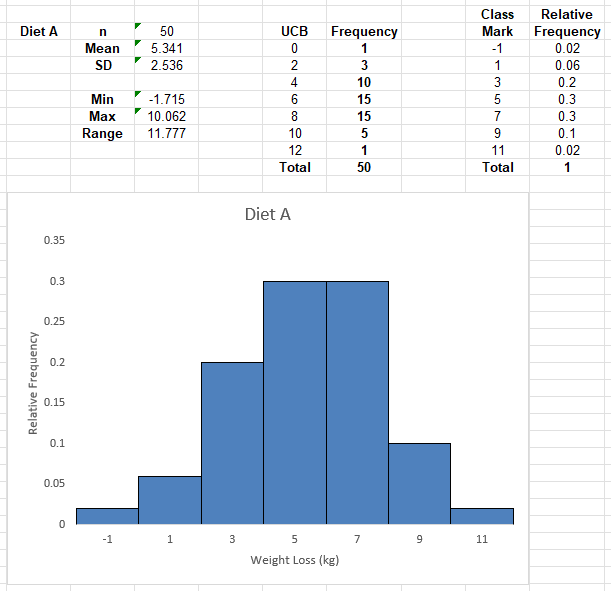 Class Relative
Diet A n 50 UCB Frequency Mark Frequency
Mean 5.341 0 1 -1 0.02
SD 2.536 2 3 1 0.06
4 10 3 0.2
Min -1.715 6 15 5 0.3
Max 10.062 8 15 7 0.3
Range 11.777 10 5 9 0.1
12 1 11 0.02
Total 50 Total 1
Diet A
0.35
0.3
0.25
0.2
0.15
0.1
0.05
0
Relative Frequency
-1 1 3 5 7 9 11
Weight Loss (kg)